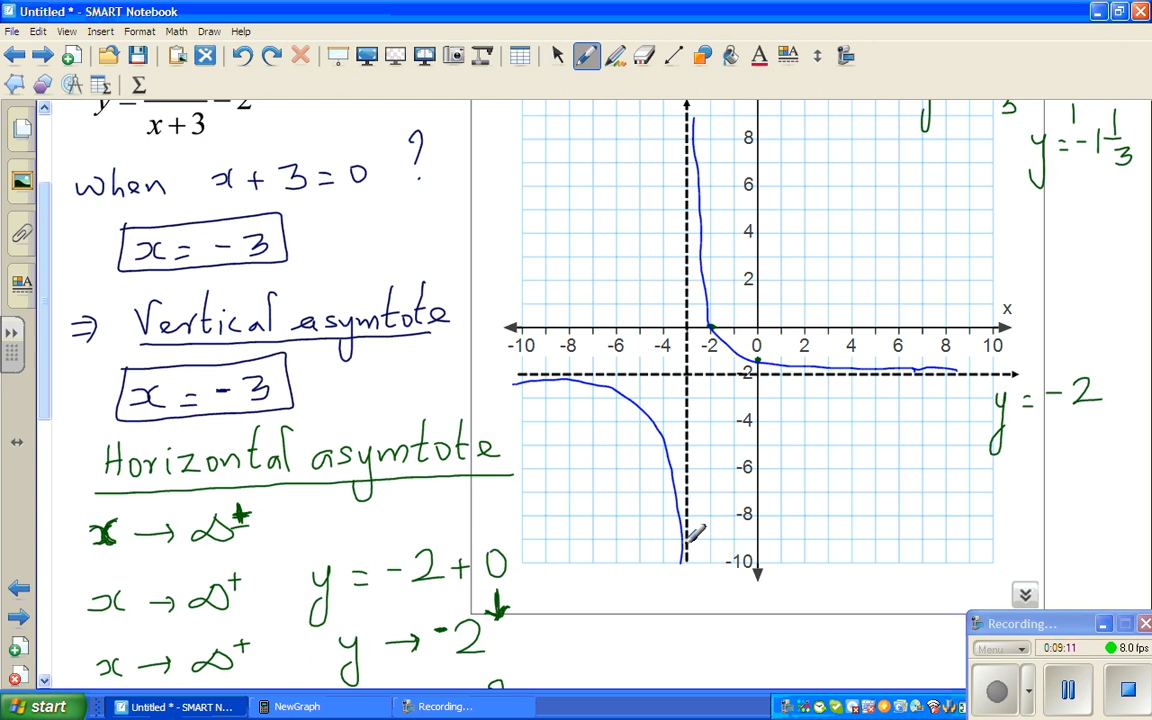 Untitled * - SMART Notebook
File Edit View Insert Format Math Draw Help
x + 3
when x + 3 = 0 ?
x = - 3
⇒ Vertical asymtote
x = - 3
Horizontal asymtote
x → ∞±
x → ∞+ y = -2 + 0
y → -2
x → ∞+
8
6
4
2
x
-10 -8 -6 -4 -2 0 2 4 6 8 10
-2
-4
-6
-8
-10
y = -1 1/3
y = -2
Recording...
Menu
0:09:11
8.0 fps
start
Untitled * - SMART N...
NewGraph
Recording...